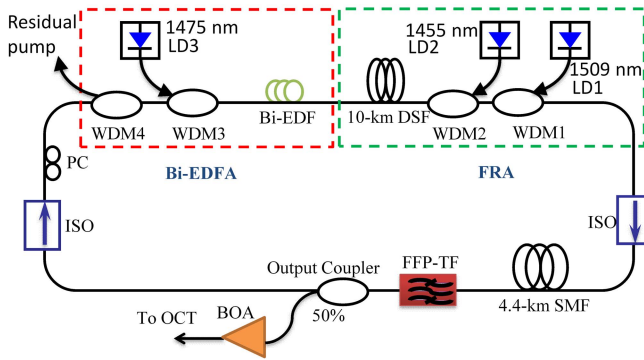 Residual
pump
1475 nm
LD3
1455 nm
LD2
1509 nm
LD1
WDM4
WDM3
Bi-EDF
10-km DSF
WDM2
WDM1
PC
Bi-EDFA
FRA
ISO
ISO
Output Coupler
FFP-TF
4.4-km SMF
50%
BOA
To OCT